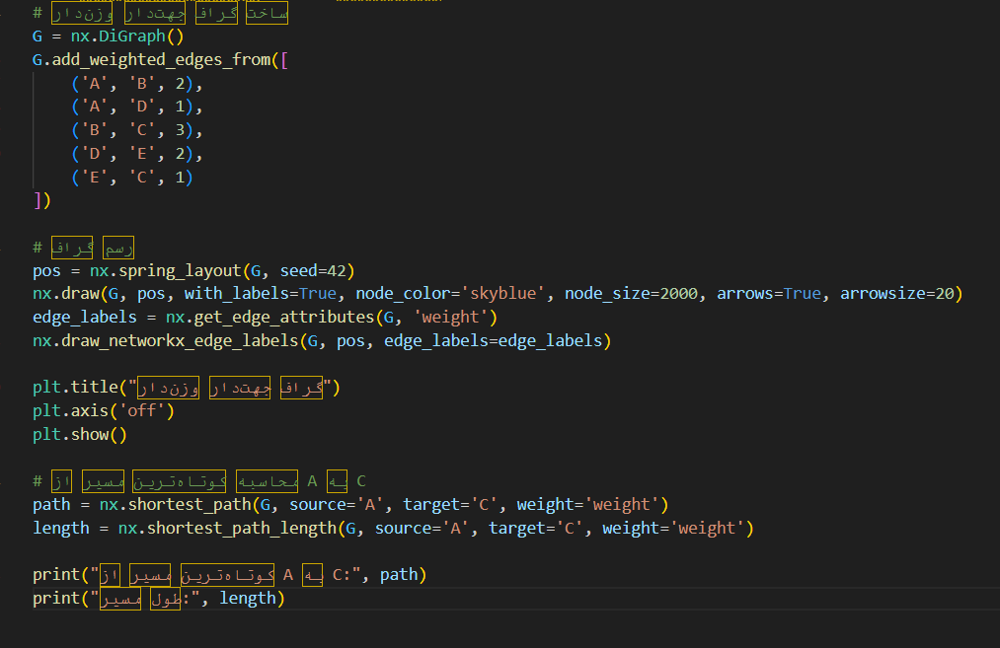 # ساخت گراف جهت‌دار وزن‌دار
G = nx.DiGraph()
G.add_weighted_edges_from([
    ('A', 'B', 2),
    ('A', 'D', 1),
    ('B', 'C', 3),
    ('D', 'E', 2),
    ('E', 'C', 1)
])

# رسم گراف
pos = nx.spring_layout(G, seed=42)
nx.draw(G, pos, with_labels=True, node_color='skyblue', node_size=2000, arrows=True, arrowsize=20)
edge_labels = nx.get_edge_attributes(G, 'weight')
nx.draw_networkx_edge_labels(G, pos, edge_labels=edge_labels)

plt.title("گراف جهت‌دار وزن‌دار")
plt.axis('off')
plt.show()

# محاسبه کوتاه‌ترین مسیر از A به C
path = nx.shortest_path(G, source='A', target='C', weight='weight')
length = nx.shortest_path_length(G, source='A', target='C', weight='weight')

print("کوتاه‌ترین مسیر از A به C:", path)
print("طول مسیر:", length)